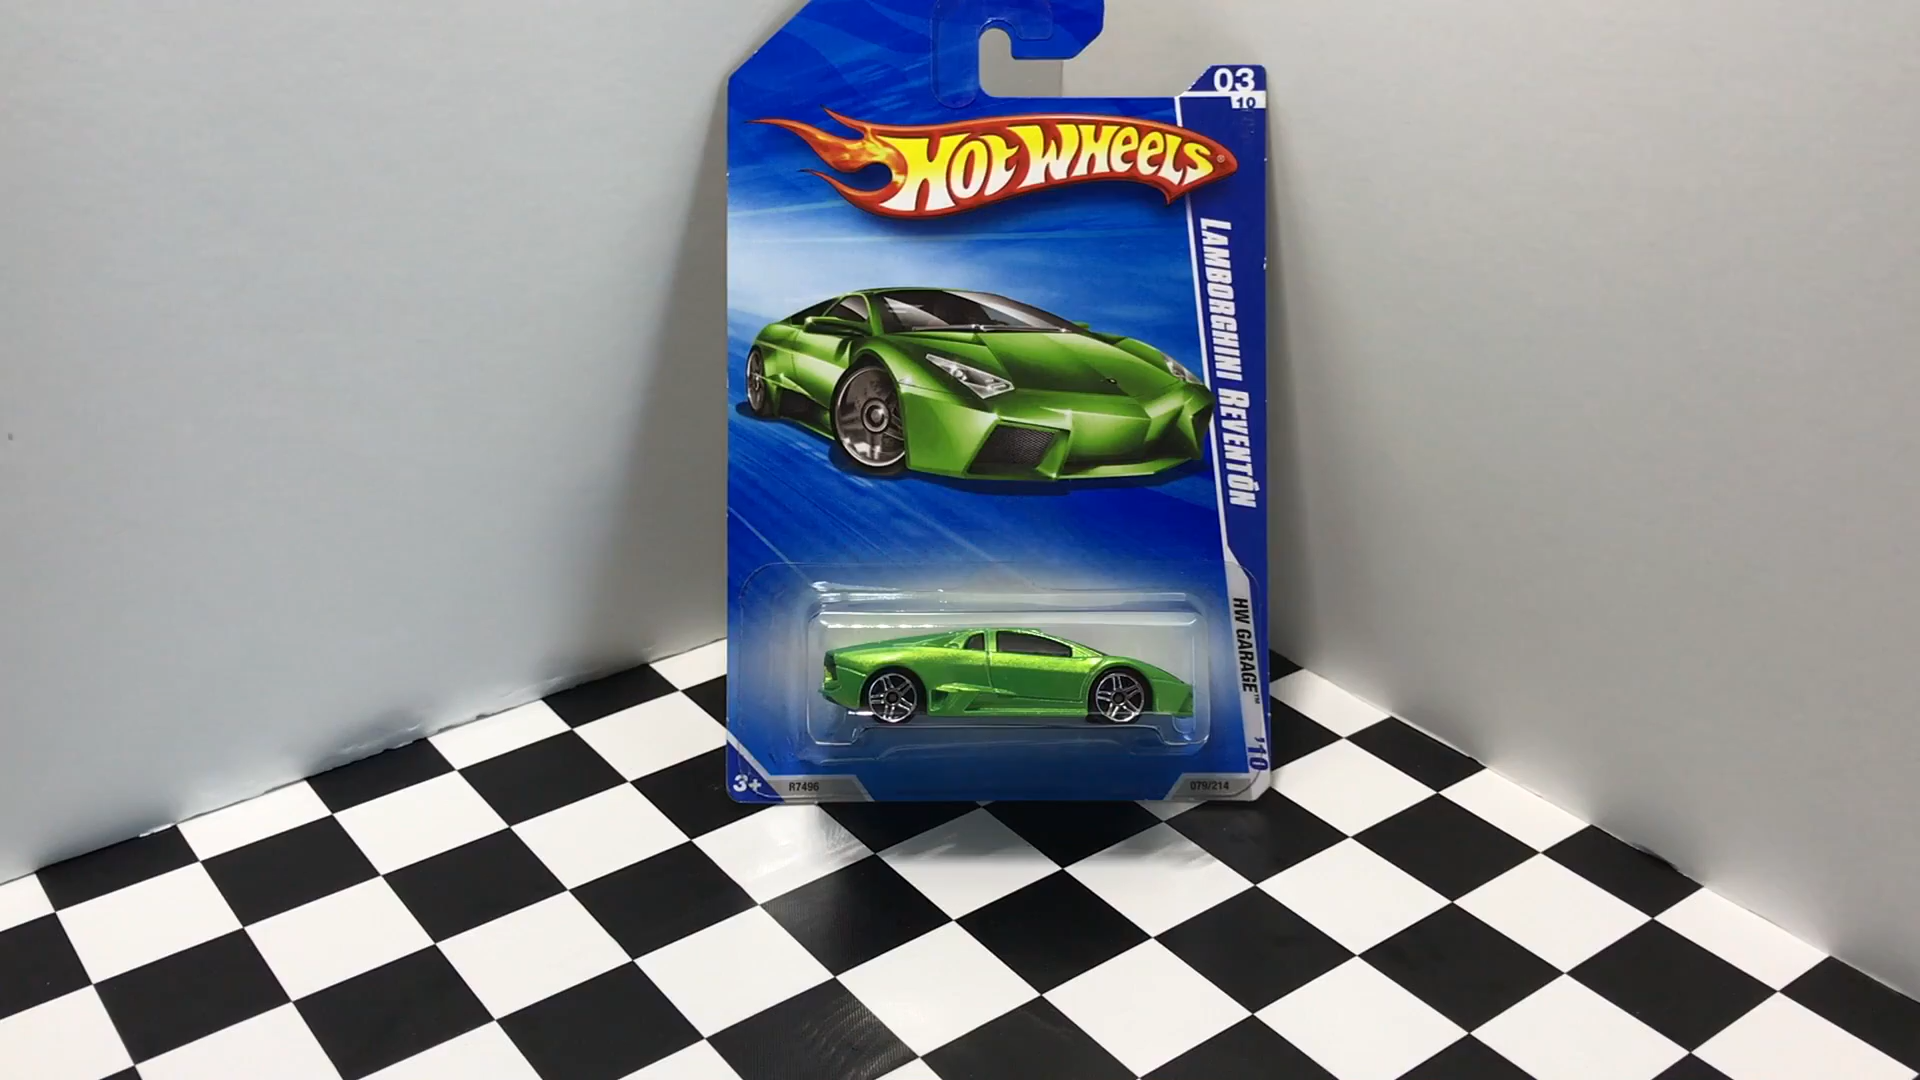 03
10
HOT WHEELS®
LAMBORGHINI REVENTÓN
HW GARAGE™
'10
3+
R7496
079/214